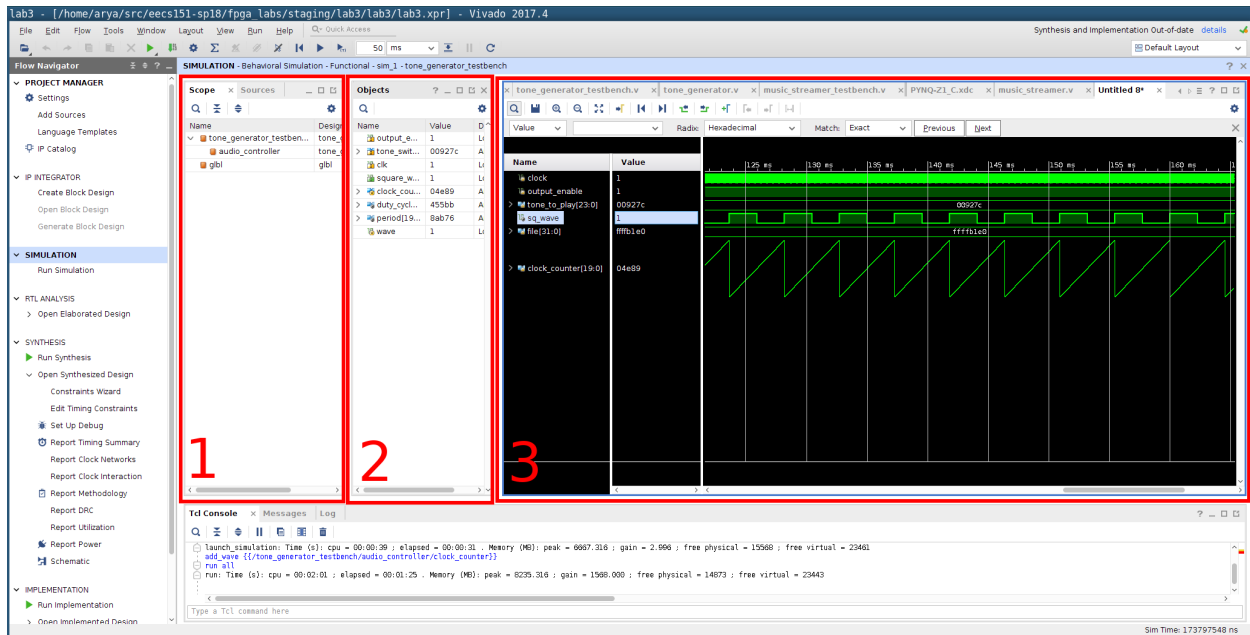 lab3 - [/home/arya/src/eecs151-sp18/fpga_labs/staging/lab3/lab3/lab3.xpr] - Vivado 2017.4
File Edit Flow Tools Window Layout View Run Help Quick Access
Synthesis and Implementation Out-of-date details
50 ms
Default Layout
Flow Navigator
SIMULATION - Behavioral Simulation - Functional - sim_1 - tone_generator_testbench
PROJECT MANAGER
Settings
Add Sources
Language Templates
IP Catalog
IP INTEGRATOR
Create Block Design
Open Block Design
Generate Block Design
SIMULATION
Run Simulation
RTL ANALYSIS
Open Elaborated Design
SYNTHESIS
Run Synthesis
Open Synthesized Design
Constraints Wizard
Edit Timing Constraints
Set Up Debug
Report Timing Summary
Report Clock Networks
Report Clock Interaction
Report Methodology
Report DRC
Report Utilization
Report Power
Schematic
IMPLEMENTATION
Run Implementation
Open Implemented Design
Scope Sources
Name Design
tone_generator_testben... tone_
audio_controller tone_
glbl glbl
1
Objects
Name Value D
output_e... 1
tone_swit... 00927c A
clk 1
square_w... 1
clock_cou... 04e89 A
duty_cycl... 455bb A
period[19... 8ab76 A
wave 1
2
tone_generator_testbench.v tone_generator.v music_streamer_testbench.v PYNQ-Z1_C.xdc music_streamer.v Untitled 8*
Value Radix: Hexadecimal Match: Exact Previous Next
Name Value
125 ms 130 ms 135 ms 140 ms 145 ms 150 ms 155 ms 160 ms
clock 1
output_enable 1
tone_to_play[23:0] 00927c 00927c
sq_wave 1
file[31:0] ffffb1e0 ffffb1e0
clock_counter[19:0] 04e89
3
Tcl Console Messages Log
launch_simulation: Time (s): cpu = 00:00:39 ; elapsed = 00:00:31 . Memory (MB): peak = 6667.316 ; gain = 2.996 ; free physical = 15568 ; free virtual = 23461
add_wave {{/tone_generator_testbench/audio_controller/clock_counter}}
run all
run: Time (s): cpu = 00:02:01 ; elapsed = 00:01:25 . Memory (MB): peak = 8235.316 ; gain = 1568.000 ; free physical = 14873 ; free virtual = 23443
Type a Tcl command here
Sim Time: 173797548 ns